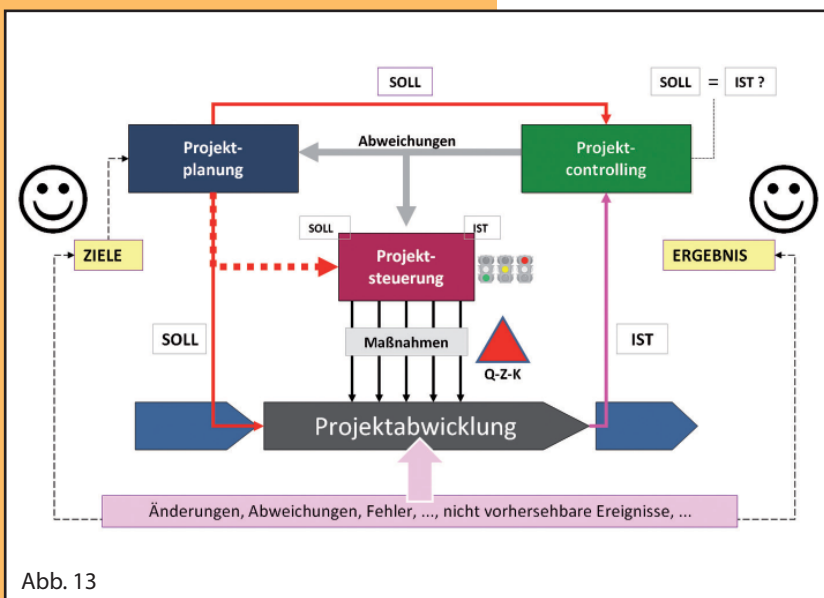 SOLL
SOLL = IST ?
Projekt-
planung
Abweichungen
Projekt-
controlling
SOLL
IST
ZIELE
Projekt-
steuerung
ERGEBNIS
SOLL
Maßnahmen
IST
Q-Z-K
Projektabwicklung
Änderungen, Abweichungen, Fehler, ..., nicht vorhersehbare Ereignisse, ...
Abb. 13